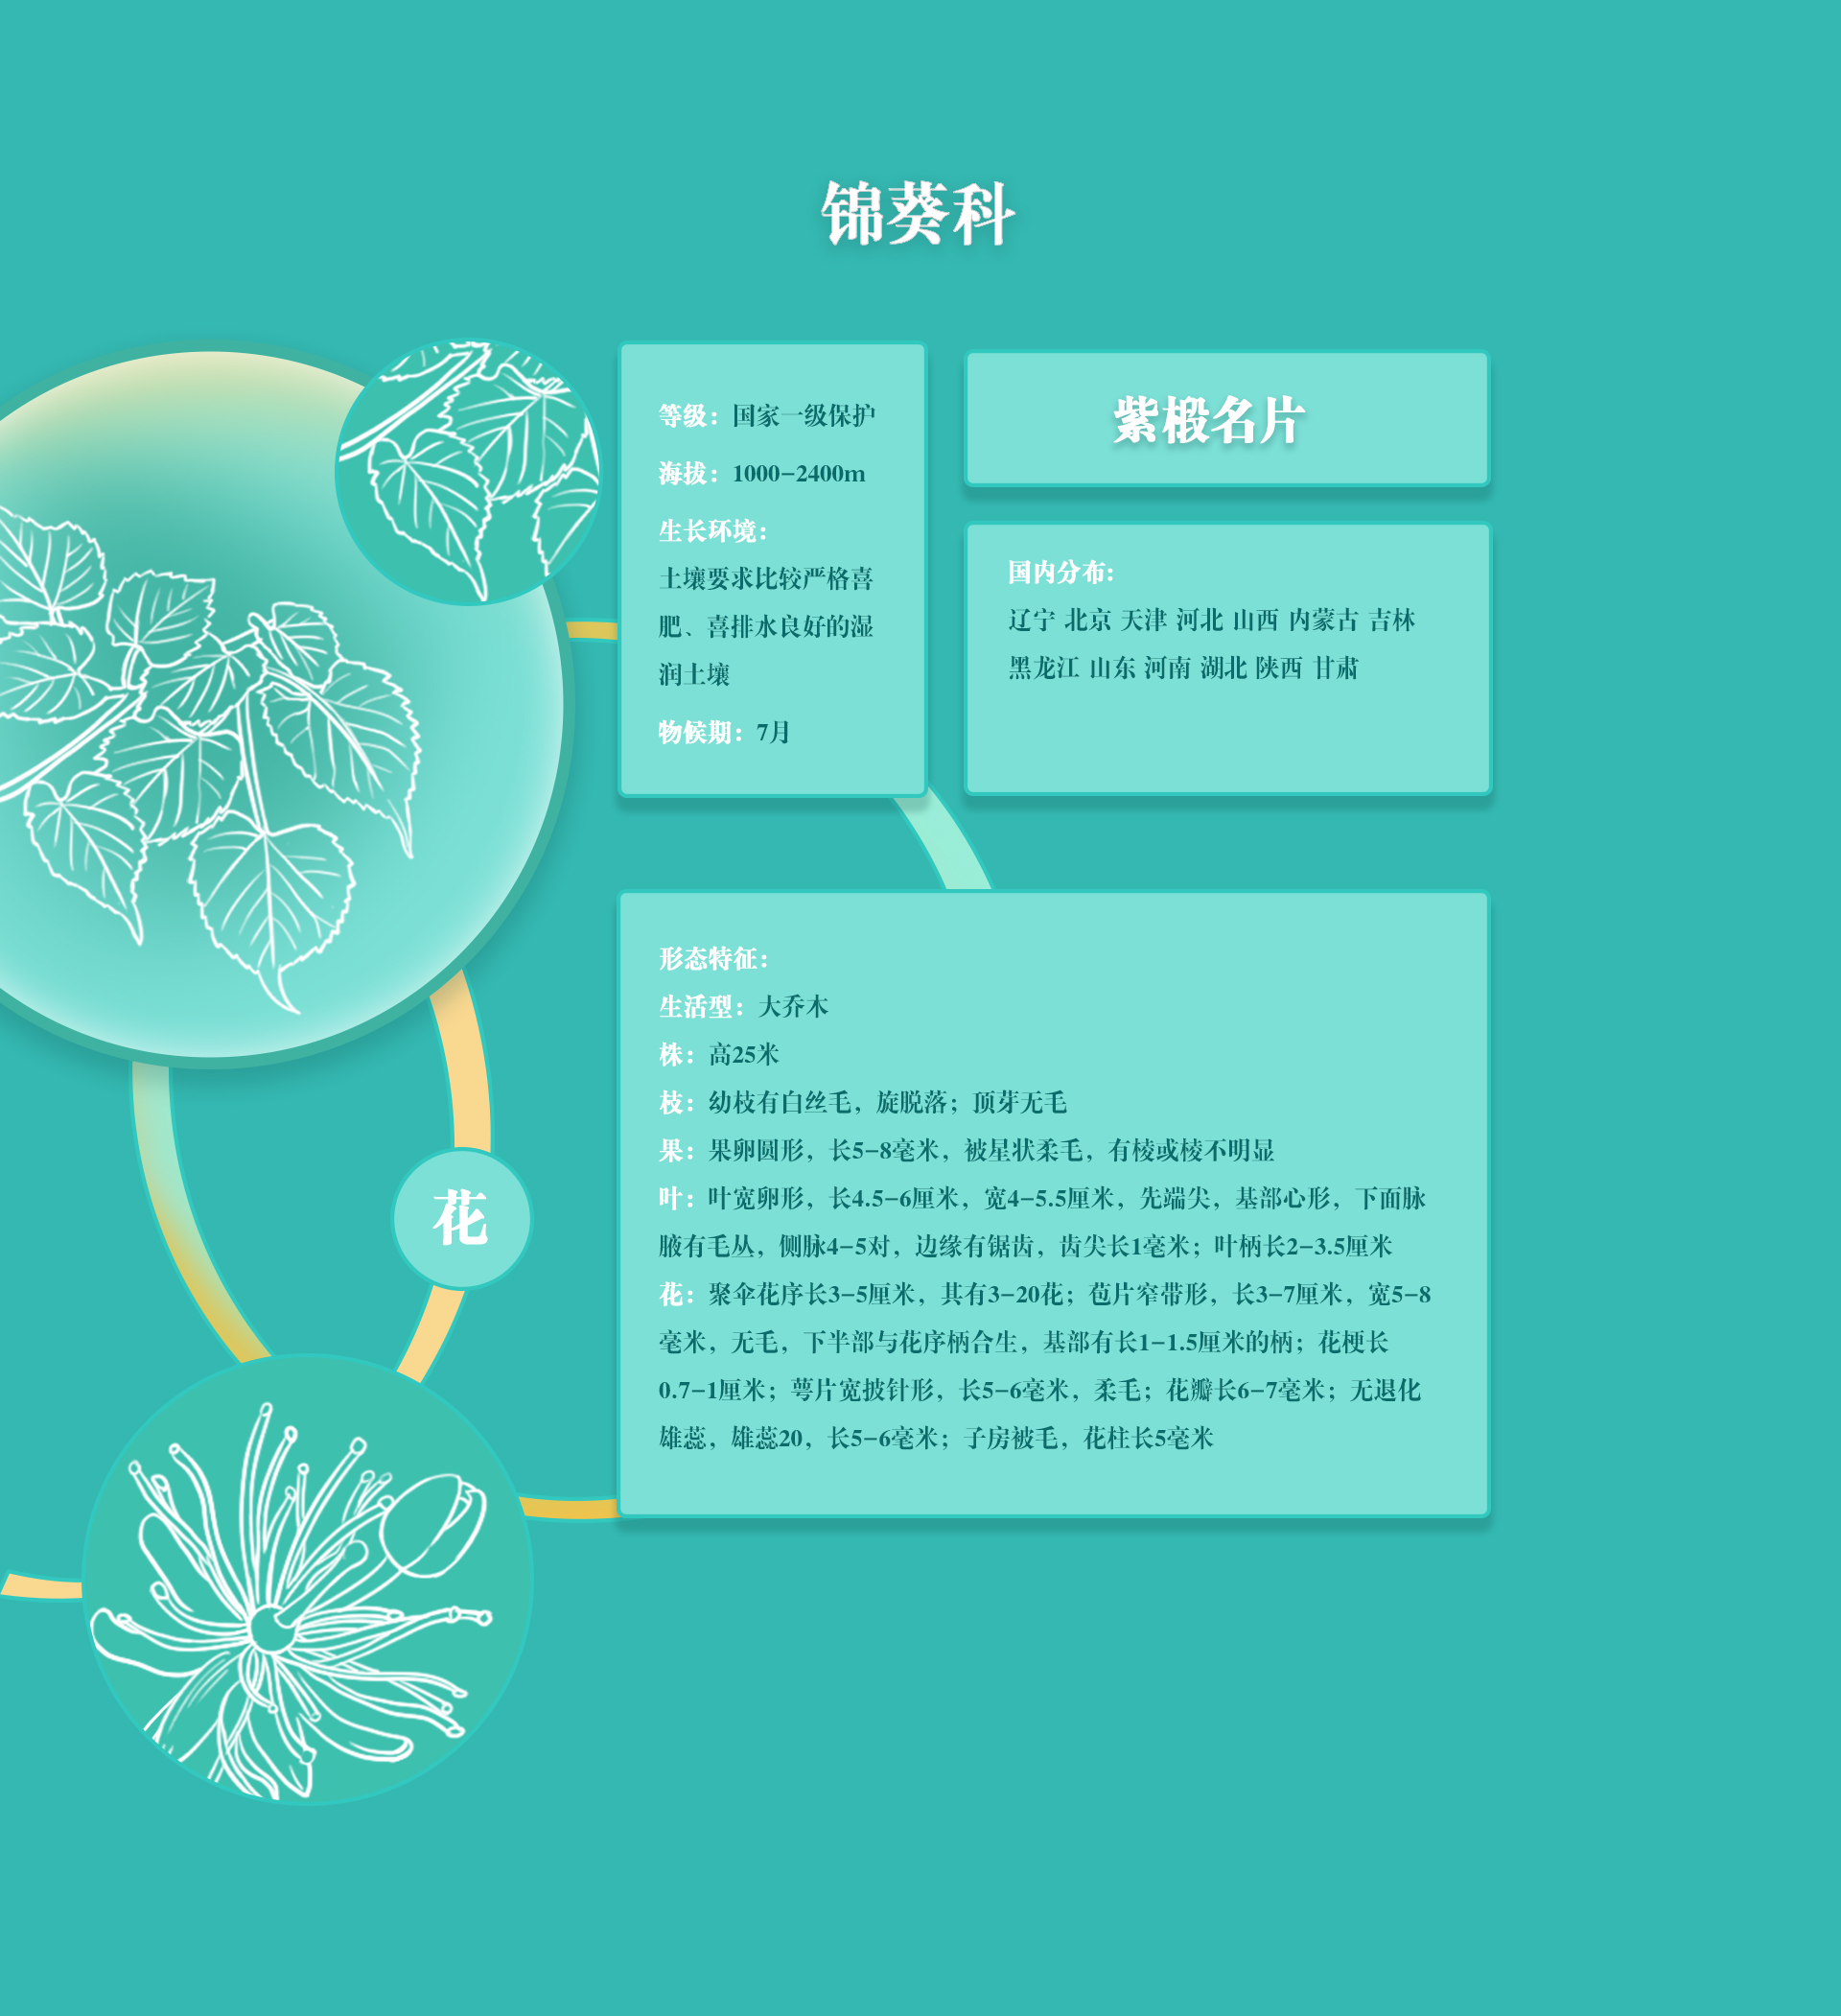 锦葵科
等级：国家一级保护
海拔：1000-2400m
生长环境：
土壤要求比较严格喜
肥、喜排水良好的湿
润土壤
物候期：7月
紫椴名片
国内分布:
辽宁 北京 天津 河北 山西 内蒙古 吉林
黑龙江 山东 河南 湖北 陕西 甘肃
形态特征：
生活型：大乔木
株：高25米
枝：幼枝有白丝毛，旋脱落；顶芽无毛
果：果卵圆形，长5-8毫米，被星状柔毛，有棱或棱不明显
叶：叶宽卵形，长4.5-6厘米，宽4-5.5厘米，先端尖，基部心形，下面脉
腋有毛丛，侧脉4-5对，边缘有锯齿，齿尖长1毫米；叶柄长2-3.5厘米
花：聚伞花序长3-5厘米，共有3-20花；苞片窄带形，长3-7厘米，宽5-8
毫米，无毛，下半部与花序柄合生，基部有长1-1.5厘米的柄；花梗长
0.7-1厘米；萼片宽披针形，长5-6毫米，柔毛；花瓣长6-7毫米；无退化
雄蕊，雄蕊20，长5-6毫米；子房被毛，花柱长5毫米
花